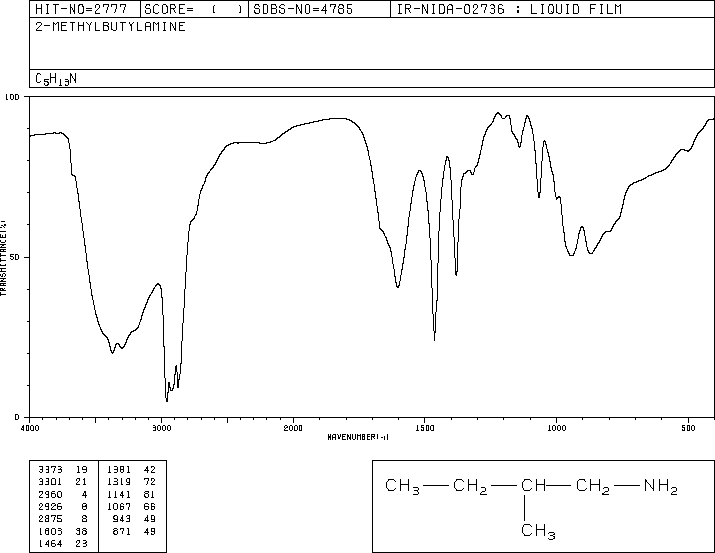 HIT-NO=2777 SCORE= ( ) SDBS-NO=4785 IR-NIDA-02736 : LIQUID FILM
2-METHYLBUTYLAMINE
C5H13N
100
TRANSMITTANCE(%)
50
0
4000 3000 2000 1500 1000 500
WAVENUMBER(-1)
3373 19 1381 42
3301 21 1319 72
2960 4 1141 81
2926 8 1067 66
2875 8 943 49
1603 38 871 49
1464 23
CH3 CH2 CH CH2 NH2
CH3